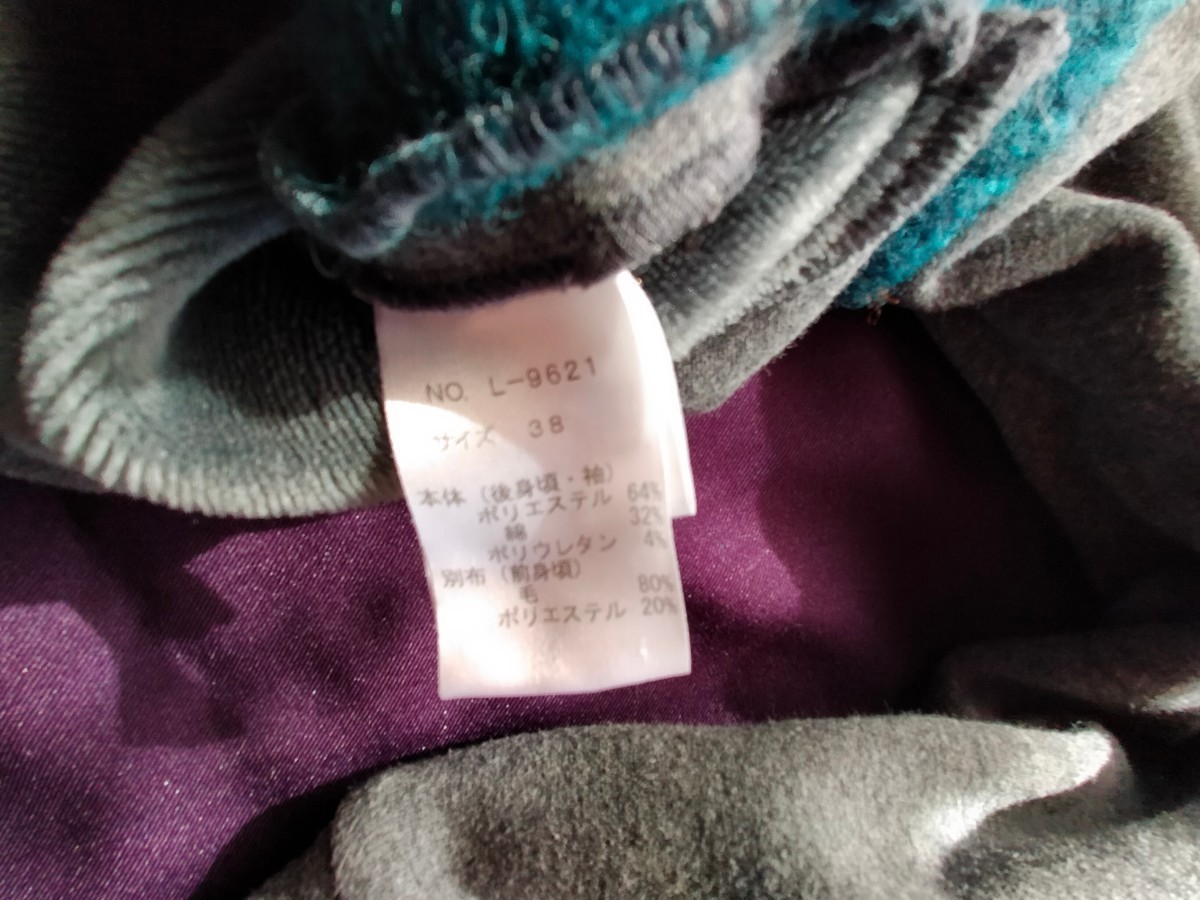 NO. L-9621
サイズ 38
本体（後身頃・袖）
ポリエステル 64%
綿 32%
ポリウレタン 4%
別布（前身頃）
毛 80%
ポリエステル 20%